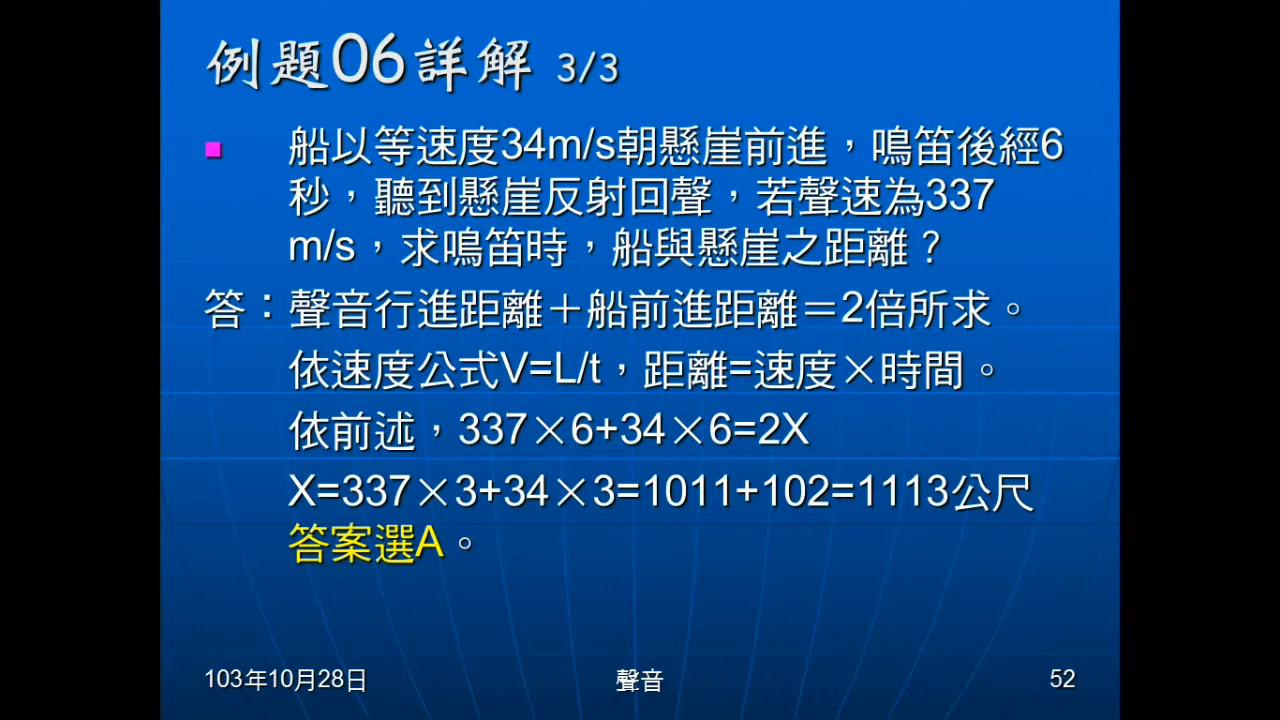 例題06詳解 3/3
船以等速度34m/s朝懸崖前進，鳴笛後經6
秒，聽到懸崖反射回聲，若聲速為337
m/s，求鳴笛時，船與懸崖之距離？
答：聲音行進距離＋船前進距離＝2倍所求。
依速度公式V=L/t，距離=速度×時間。
依前述，337×6+34×6=2X
X=337×3+34×3=1011+102=1113公尺
答案選A。
103年10月28日 聲音 52